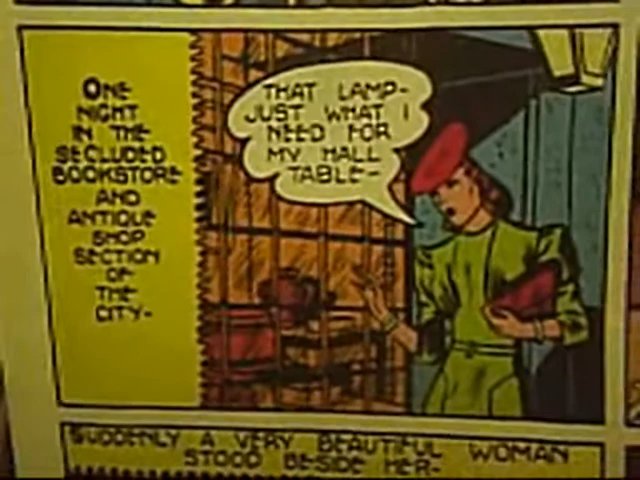 ONE
NIGHT
IN THE
SECLUDED
BOOKSTORE
AND
ANTIQUE
SHOP
SECTION
OF
THE
CITY-
THAT LAMP-
JUST WHAT I
NEED FOR
MY HALL
TABLE-
SUDDENLY A VERY BEAUTIFUL WOMAN
STOOD BESIDE HER-